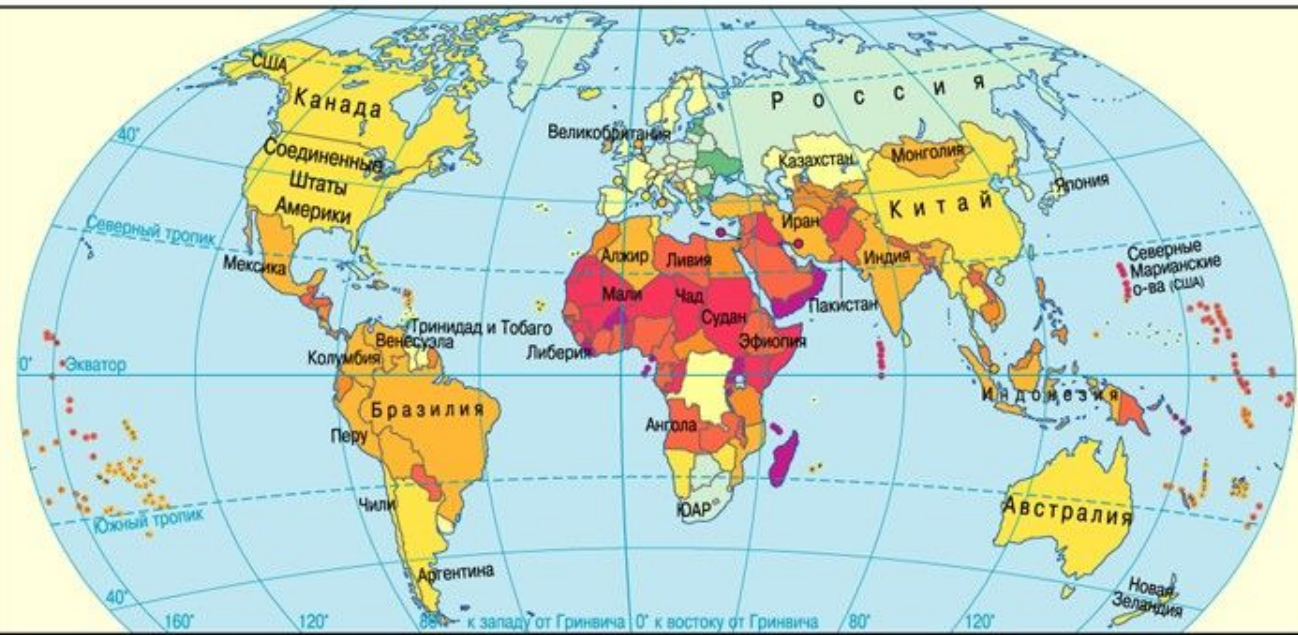 США
Канада
40°
Великобритания
Россия
Соединенные
Штаты
Америки
Казахстан
Монголия
Япония
Китай
Северный тропик
Мексика
Алжир
Ливия
Иран
Индия
Северные
Марианские
о-ва (США)
Мали
Чад
Судан
Пакистан
Тринидад и Тобаго
Венесуэла
Либерия
Эфиопия
Колумбия
0°
Экватор
Бразилия
Индонезия
Перу
Ангола
Чили
ЮАР
Австралия
Южный тропик
Аргентина
Новая
Зеландия
40°
160°
120°
80°
к западу от Гринвича
0°
к востоку от Гринвича
80°
120°